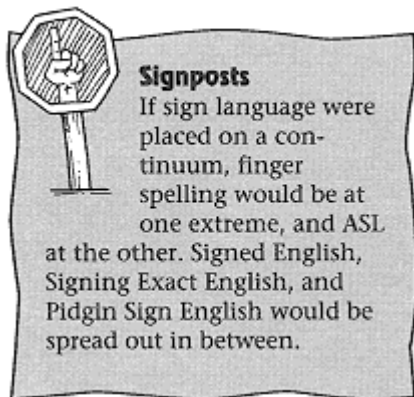 Signposts
If sign language were
placed on a con-
tinuum, finger
spelling would be at
one extreme, and ASL
at the other. Signed English,
Signing Exact English, and
Pidgin Sign English would be
spread out in between.